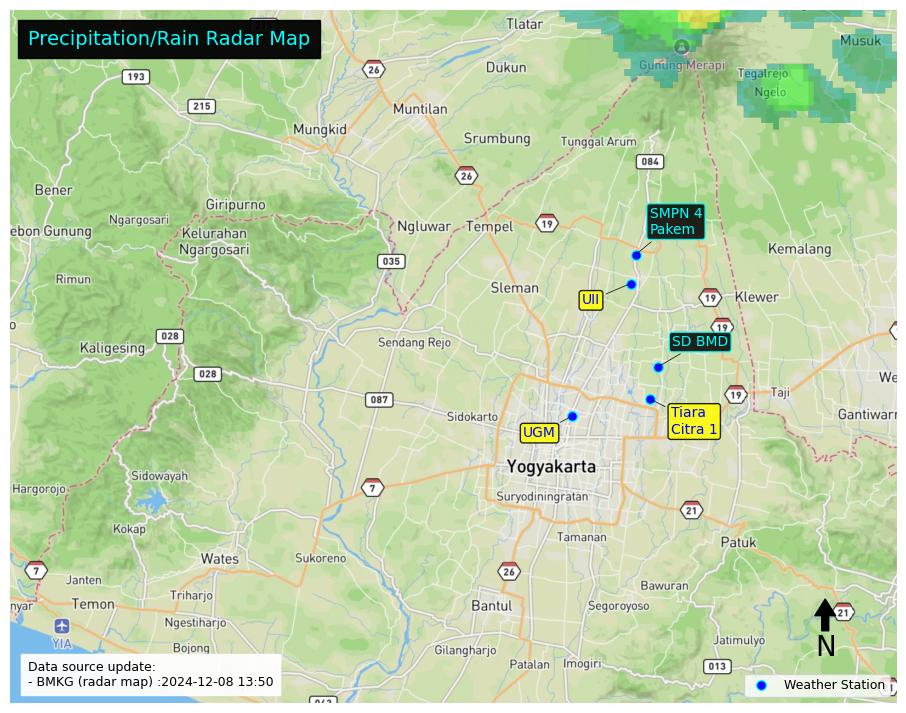 Precipitation/Rain Radar Map
Tlatar
Musuk
193
26
Dukun
Gunung Merapi
Tegalrejo
Ngelo
215
Muntilan
Mungkid
Srumbung
Tunggal Arum
084
26
Bener
Giripurno
Ngargosari
SMPN 4
Pakem
ebon Gunung
Kelurahan
Ngargosari
Ngluwar
Tempel
19
Kemalang
035
Rimun
Sleman
UII
19
Klewer
19
028
Kaligesing
Sendang Rejo
SD BMD
028
We
087
19
Taji
Sidokarto
Tiara
Citra 1
Gantiwarn
UGM
Yogyakarta
Sidowayah
Hargorojo
7
Suryodiningratan
21
Kokap
Tamanan
Patuk
Wates
Sukoreno
7
26
Janten
Bawuran
Triharjo
nyar
Temon
Bantul
Segoroyoso
21
Ngestiharjo
YIA
Jatimulyo
N
Bojong
Gilangharjo
Patalan
Imogiri
013
Data source update:
- BMKG (radar map) :2024-12-08 13:50
Weather Station